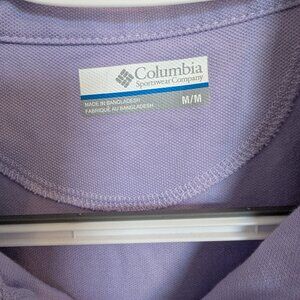 Columbia
Sportswear Company
MADE IN BANGLADESH
FABRIQUÉ AU BANGLADESH
M/M